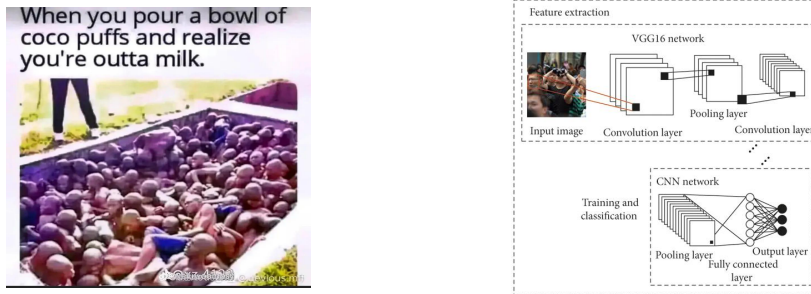 When you pour a bowl of
coco puffs and realize
you're outta milk.
Feature extraction
VGG16 network
Pooling layer
Input image
Convolution layer
Convolution laye
CNN network
Training and
classification
Pooling layer
Output layer
Fully connected
layer